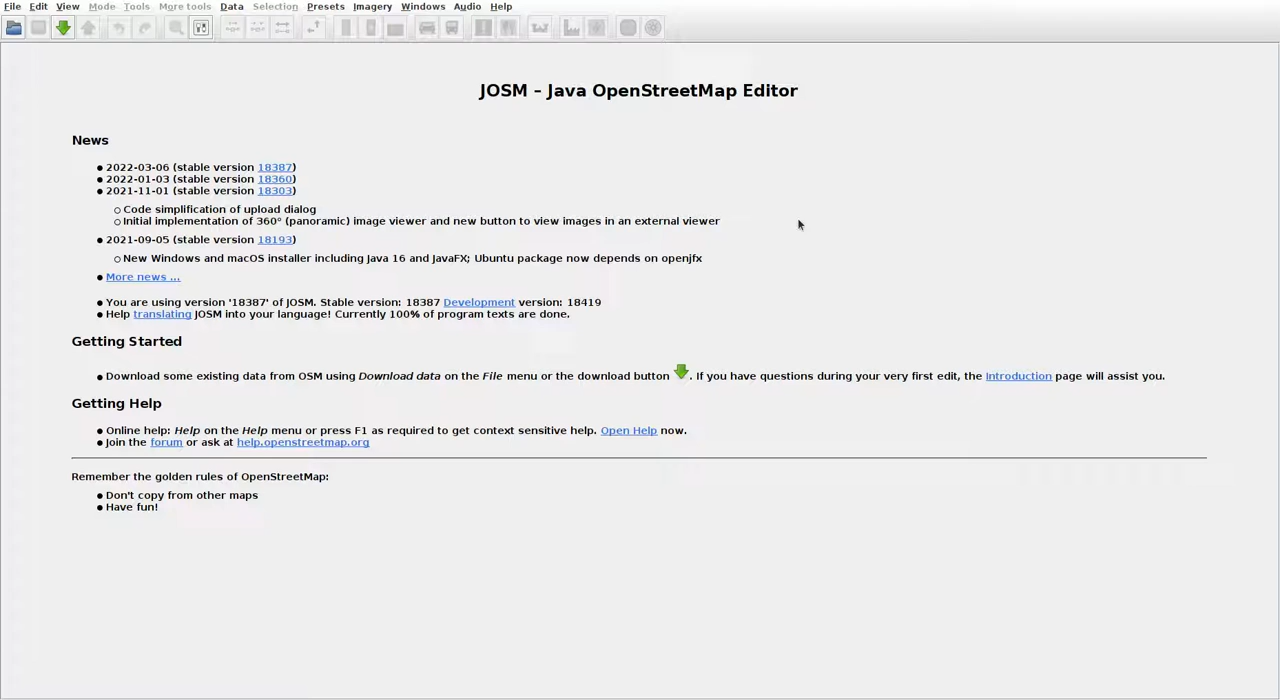 File Edit View Mode Tools More tools Data Selection Presets Imagery Windows Audio Help
JOSM – Java OpenStreetMap Editor
News
2022-03-06 (stable version 18387)
2022-01-03 (stable version 18360)
2021-11-01 (stable version 18303)
Code simplification of upload dialog
Initial implementation of 360° (panoramic) image viewer and new button to view images in an external viewer
2021-09-05 (stable version 18193)
New Windows and macOS installer including Java 16 and JavaFX; Ubuntu package now depends on openjfx
More news ...
You are using version '18387' of JOSM. Stable version: 18387 Development version: 18419
Help translating JOSM into your language! Currently 100% of program texts are done.
Getting Started
Download some existing data from OSM using Download data on the File menu or the download button . If you have questions during your very first edit, the Introduction page will assist you.
Getting Help
Online help: Help on the Help menu or press F1 as required to get context sensitive help. Open Help now.
Join the forum or ask at help.openstreetmap.org
Remember the golden rules of OpenStreetMap:
Don't copy from other maps
Have fun!